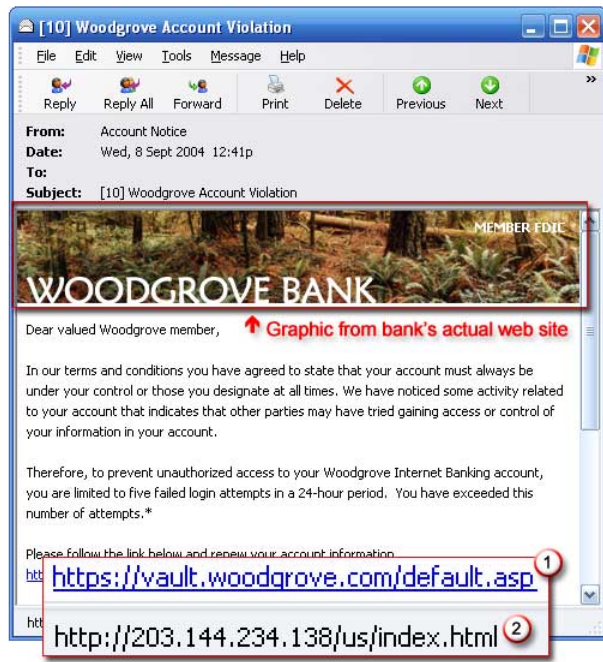 [10] Woodgrove Account Violation
File Edit View Tools Message Help
Reply Reply All Forward Print Delete Previous Next »
From: Account Notice
Date: Wed, 8 Sept 2004 12:41p
To:
Subject: [10] Woodgrove Account Violation
MEMBER FDIC
WOODGROVE BANK
Dear valued Woodgrove member,
Graphic from bank's actual web site
In our terms and conditions you have agreed to state that your account must always be
under your control or those you designate at all times. We have noticed some activity related
to your account that indicates that other parties may have tried gaining access or control of
your information in your account.
Therefore, to prevent unauthorized access to your Woodgrove Internet Banking account,
you are limited to five failed login attempts in a 24-hour period. You have exceeded this
number of attempts.*
Please follow the link below and renew your account information
htt
https://vault.woodgrove.com/default.asp 1
htt
http://203.144.234.138/us/index.html 2